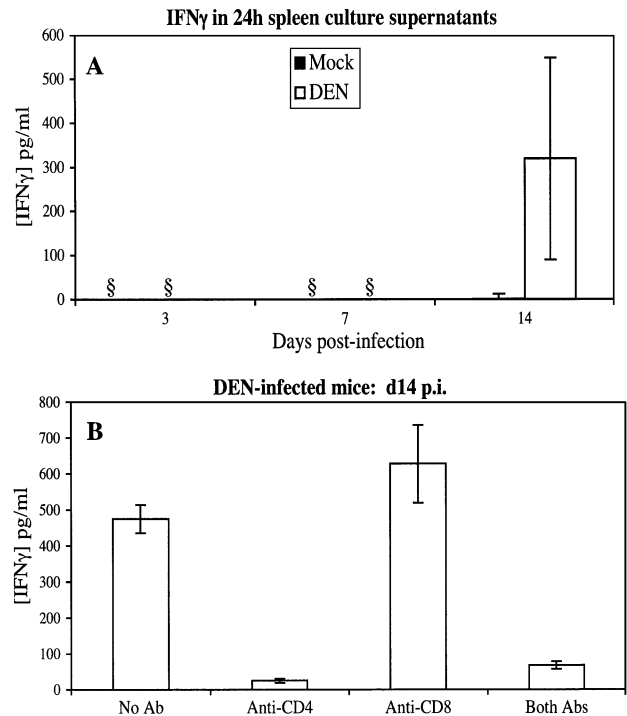 IFNγ in 24h spleen culture supernatants
A
Mock
DEN
[IFNγ] pg/ml
600
500
400
300
200
100
0
§ § § §
3 7 14
Days post-infection
DEN-infected mice: d14 p.i.
B
[IFNγ] pg/ml
800
700
600
500
400
300
200
100
0
No Ab Anti-CD4 Anti-CD8 Both Abs